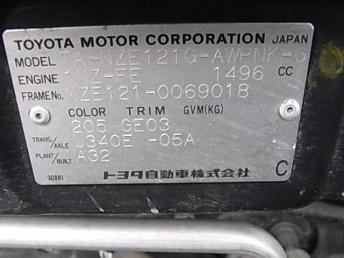 TOYOTA MOTOR CORPORATION JAPAN
MODEL TA-NZE121G-AWPNK-G
ENGINE 1NZ-FE 1496 CC
FRAME No. NZE121-0069018
COLOR TRIM GVM(KG)
205 GE03
TRANS/AXLE U340E -05A
PLANT/BUILT A32
C
トヨタ自動車株式会社